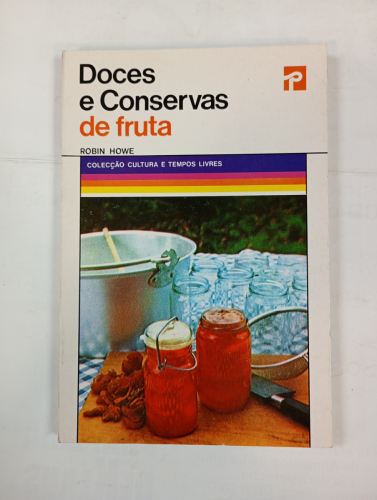 Doces
e Conservas
de fruta
ROBIN HOWE
COLECÇÃO CULTURA E TEMPOS LIVRES